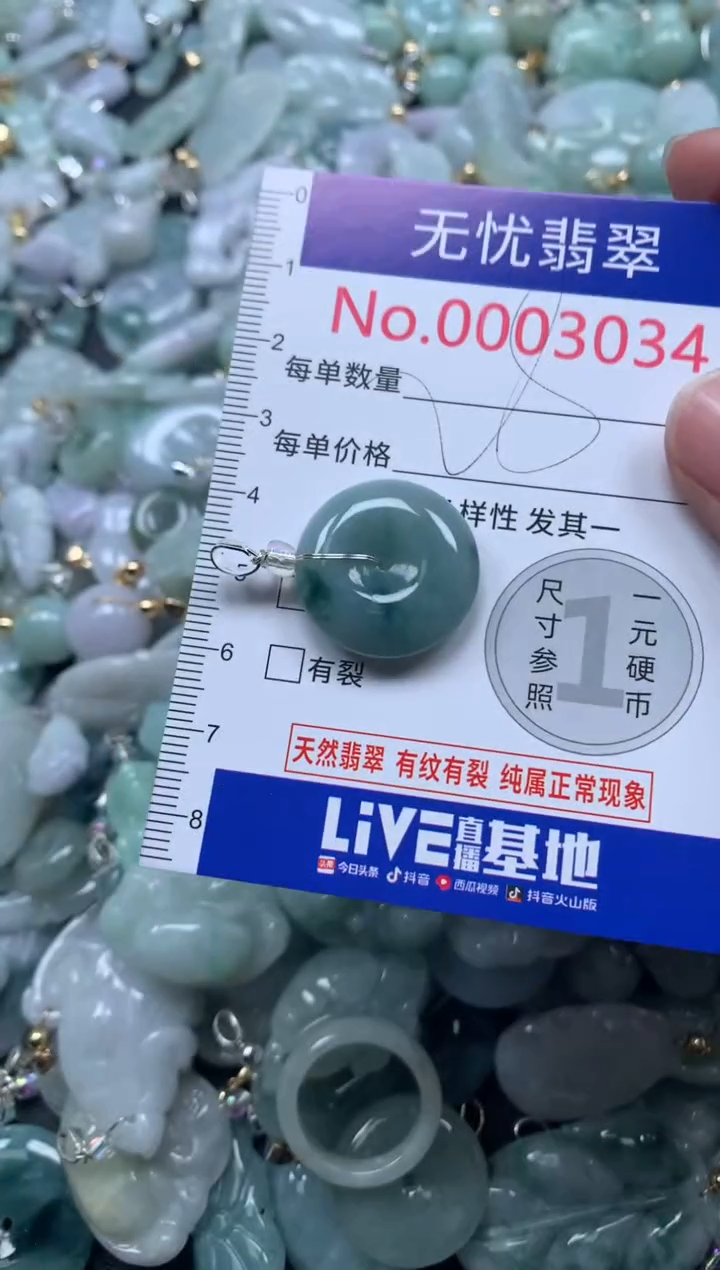 0
无忧翡翠
1
No.0003034
2
每单数量
3
每单价格
4
样性 发其一
5
尺寸参照
1
一元硬币
6
有裂
7
天然翡翠 有纹有裂 纯属正常现象
8
LiVE直播基地
头条 今日头条 抖音 西瓜视频 抖音火山版